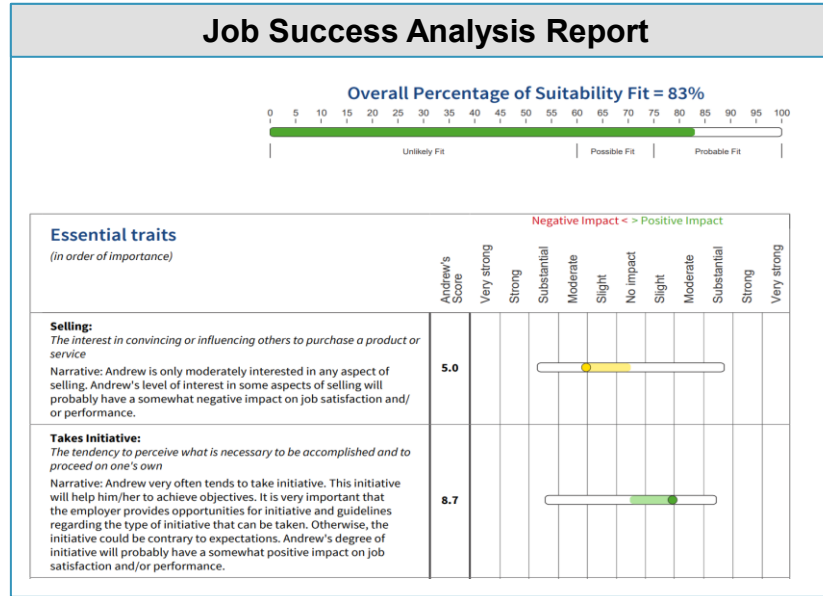 Job Success Analysis Report
Overall Percentage of Suitability Fit = 83%
0 5 10 15 20 25 30 35 40 45 50 55 60 65 70 75 80 85 90 95 100
Unlikely Fit Possible Fit Probable Fit
Negative Impact < > Positive Impact
Essential traits
(in order of importance)
Andrew's
Score
Very strong
Strong
Substantial
Moderate
Slight
No impact
Slight
Moderate
Substantial
Strong
Very strong
Selling:
The interest in convincing or influencing others to purchase a product or
service
Narrative: Andrew is only moderately interested in any aspect of
selling. Andrew's level of interest in some aspects of selling will
probably have a somewhat negative impact on job satisfaction and/
or performance.
5.0
Takes Initiative:
The tendency to perceive what is necessary to be accomplished and to
proceed on one's own
Narrative: Andrew very often tends to take initiative. This initiative
will help him/her to achieve objectives. It is very important that
the employer provides opportunities for initiative and guidelines
regarding the type of initiative that can be taken. Otherwise, the
initiative could be contrary to expectations. Andrew's degree of
initiative will probably have a somewhat positive impact on job
satisfaction and/or performance.
8.7